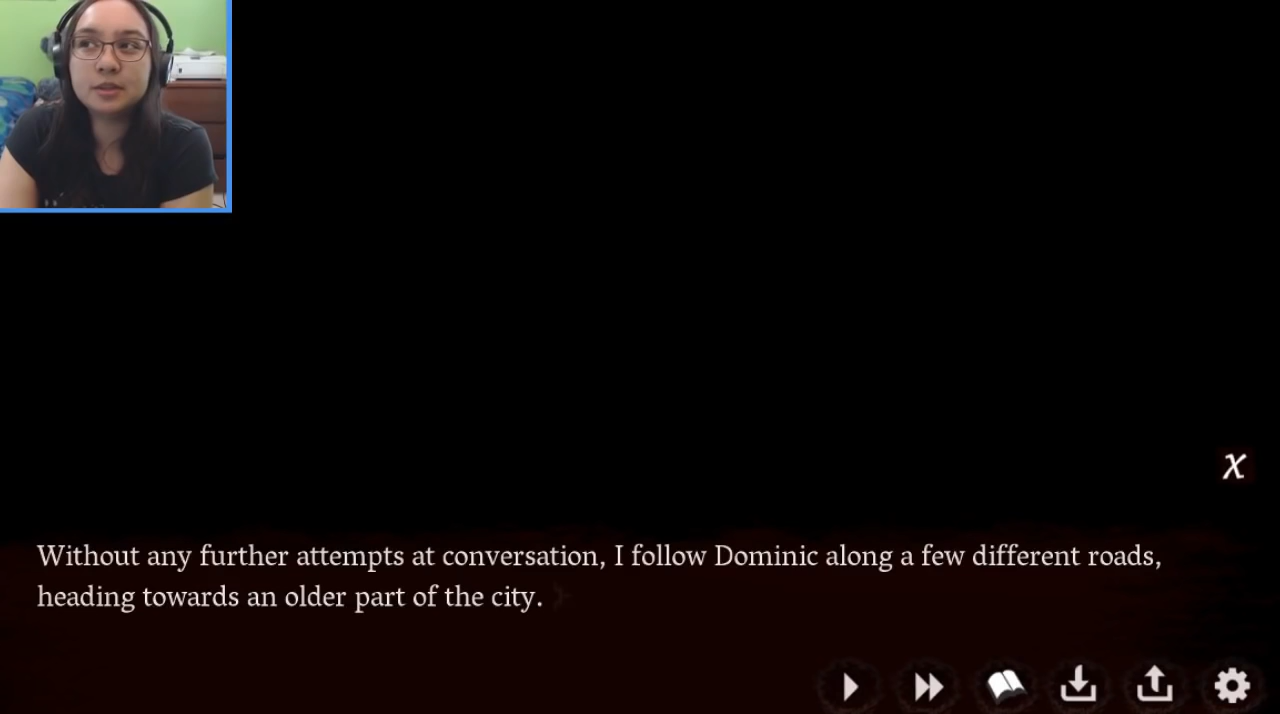 X
Without any further attempts at conversation, I follow Dominic along a few different roads,
heading towards an older part of the city.